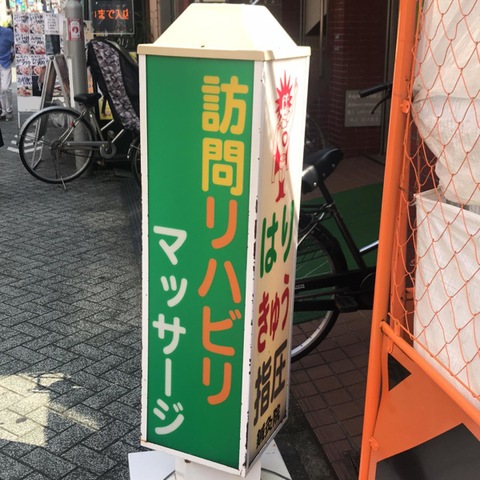 訪問リハビリ
マッサージ
はり
きゅう
指圧